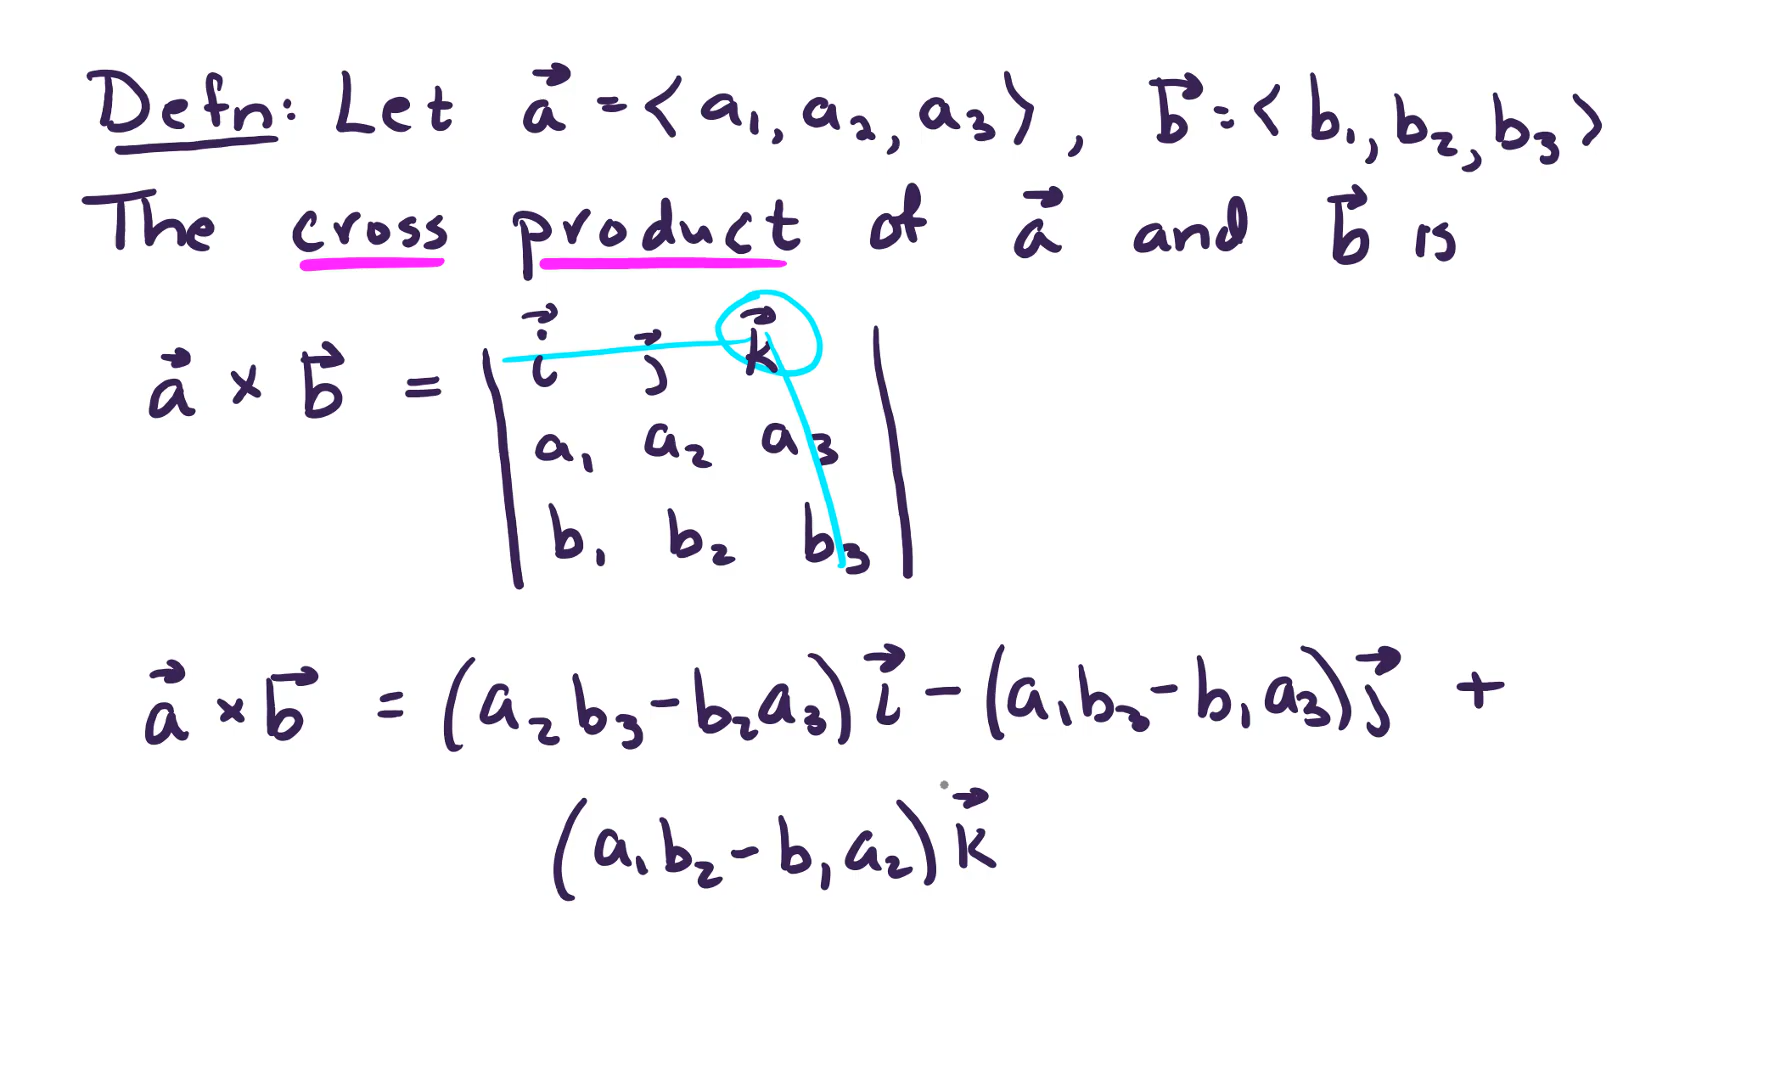 Defn: Let a⃗ = ⟨a₁, a₂, a₃⟩, b⃗ = ⟨b₁, b₂, b₃⟩
The cross product of a⃗ and b⃗ is
a⃗ × b⃗ = | i⃗ j⃗ k⃗ |
a₁ a₂ a₃
b₁ b₂ b₃
a⃗ × b⃗ = (a₂b₃ - b₂a₃) i⃗ - (a₁b₃ - b₁a₃) j⃗ +
(a₁b₂ - b₁a₂) k⃗